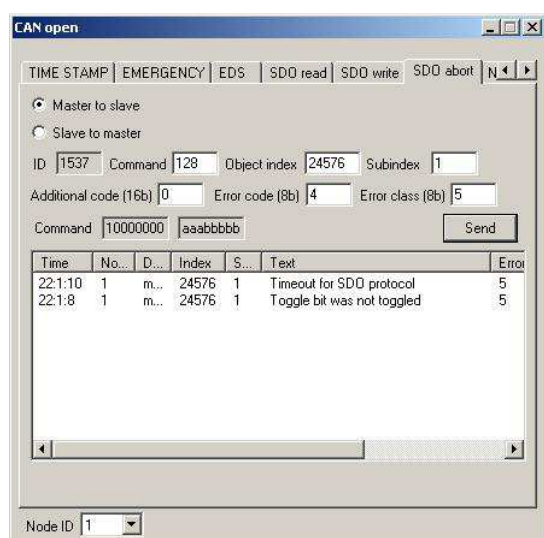 CAN open
TIME STAMP EMERGENCY EDS SDO read SDO write SDO abort N
Master to slave
Slave to master
ID 1537 Command 128 Object index 24576 Subindex 1
Additional code (16b) 0 Error code (8b) 4 Error class (8b) 5
Command 10000000 aaabbbbb Send
Time No... D... Index S... Text Error
22:1:10 1 m... 24576 1 Timeout for SDO protocol 5
22:1:8 1 m... 24576 1 Toggle bit was not toggled 5
Node ID 1